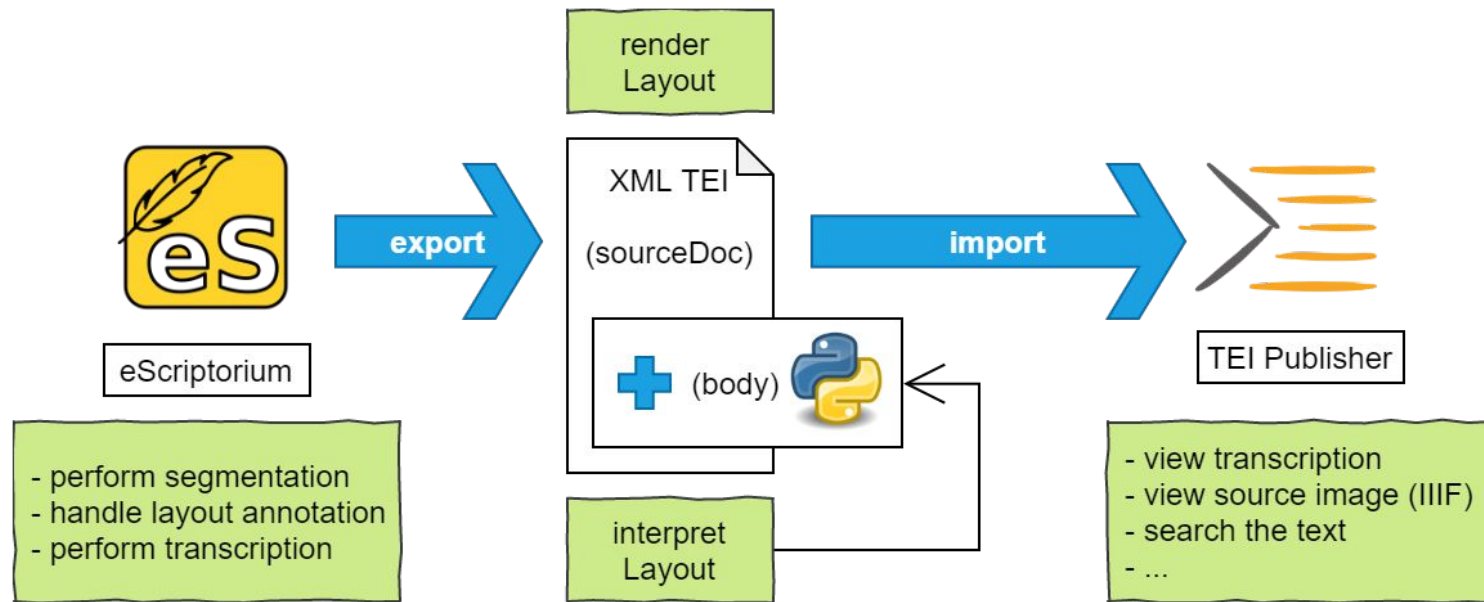 render
Layout
eS
eScriptorium
- perform segmentation
- handle layout annotation
- perform transcription
export
XML TEI
(sourceDoc)
(body)
interpret
Layout
import
TEI Publisher
- view transcription
- view source image (IIIF)
- search the text
- ...